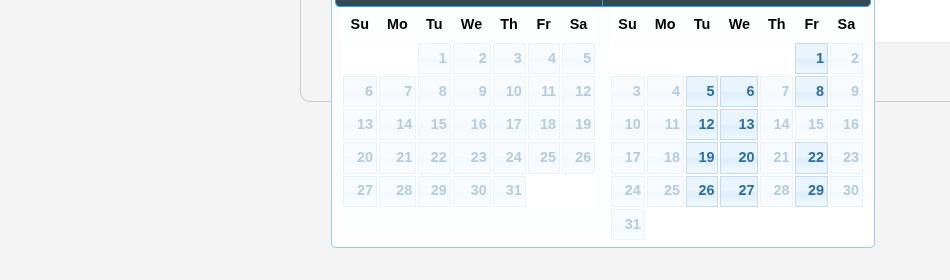 Su Mo Tu We Th Fr Sa
1 2 3 4 5
6 7 8 9 10 11 12
13 14 15 16 17 18 19
20 21 22 23 24 25 26
27 28 29 30 31
Su Mo Tu We Th Fr Sa
1 2
3 4 5 6 7 8 9
10 11 12 13 14 15 16
17 18 19 20 21 22 23
24 25 26 27 28 29 30
31